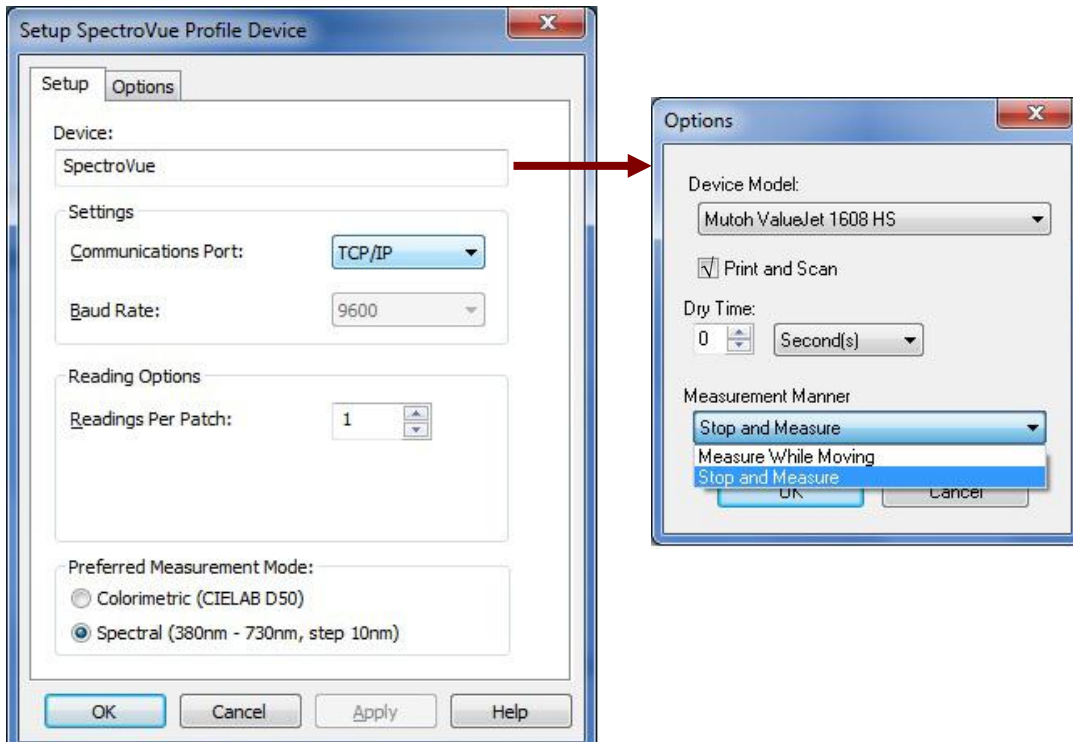 Setup SpectroVue Profile Device
Setup Options
Device:
SpectroVue
Settings
Communications Port: TCP/IP
Baud Rate: 9600
Reading Options
Readings Per Patch: 1
Preferred Measurement Mode:
Colorimetric (CIELAB D50)
Spectral (380nm - 730nm, step 10nm)
OK Cancel Apply Help
Options
Device Model:
Mutoh ValueJet 1608 HS
Print and Scan
Dry Time:
0 Second(s)
Measurement Manner
Stop and Measure
Measure While Moving
Stop and Measure
OK Cancel